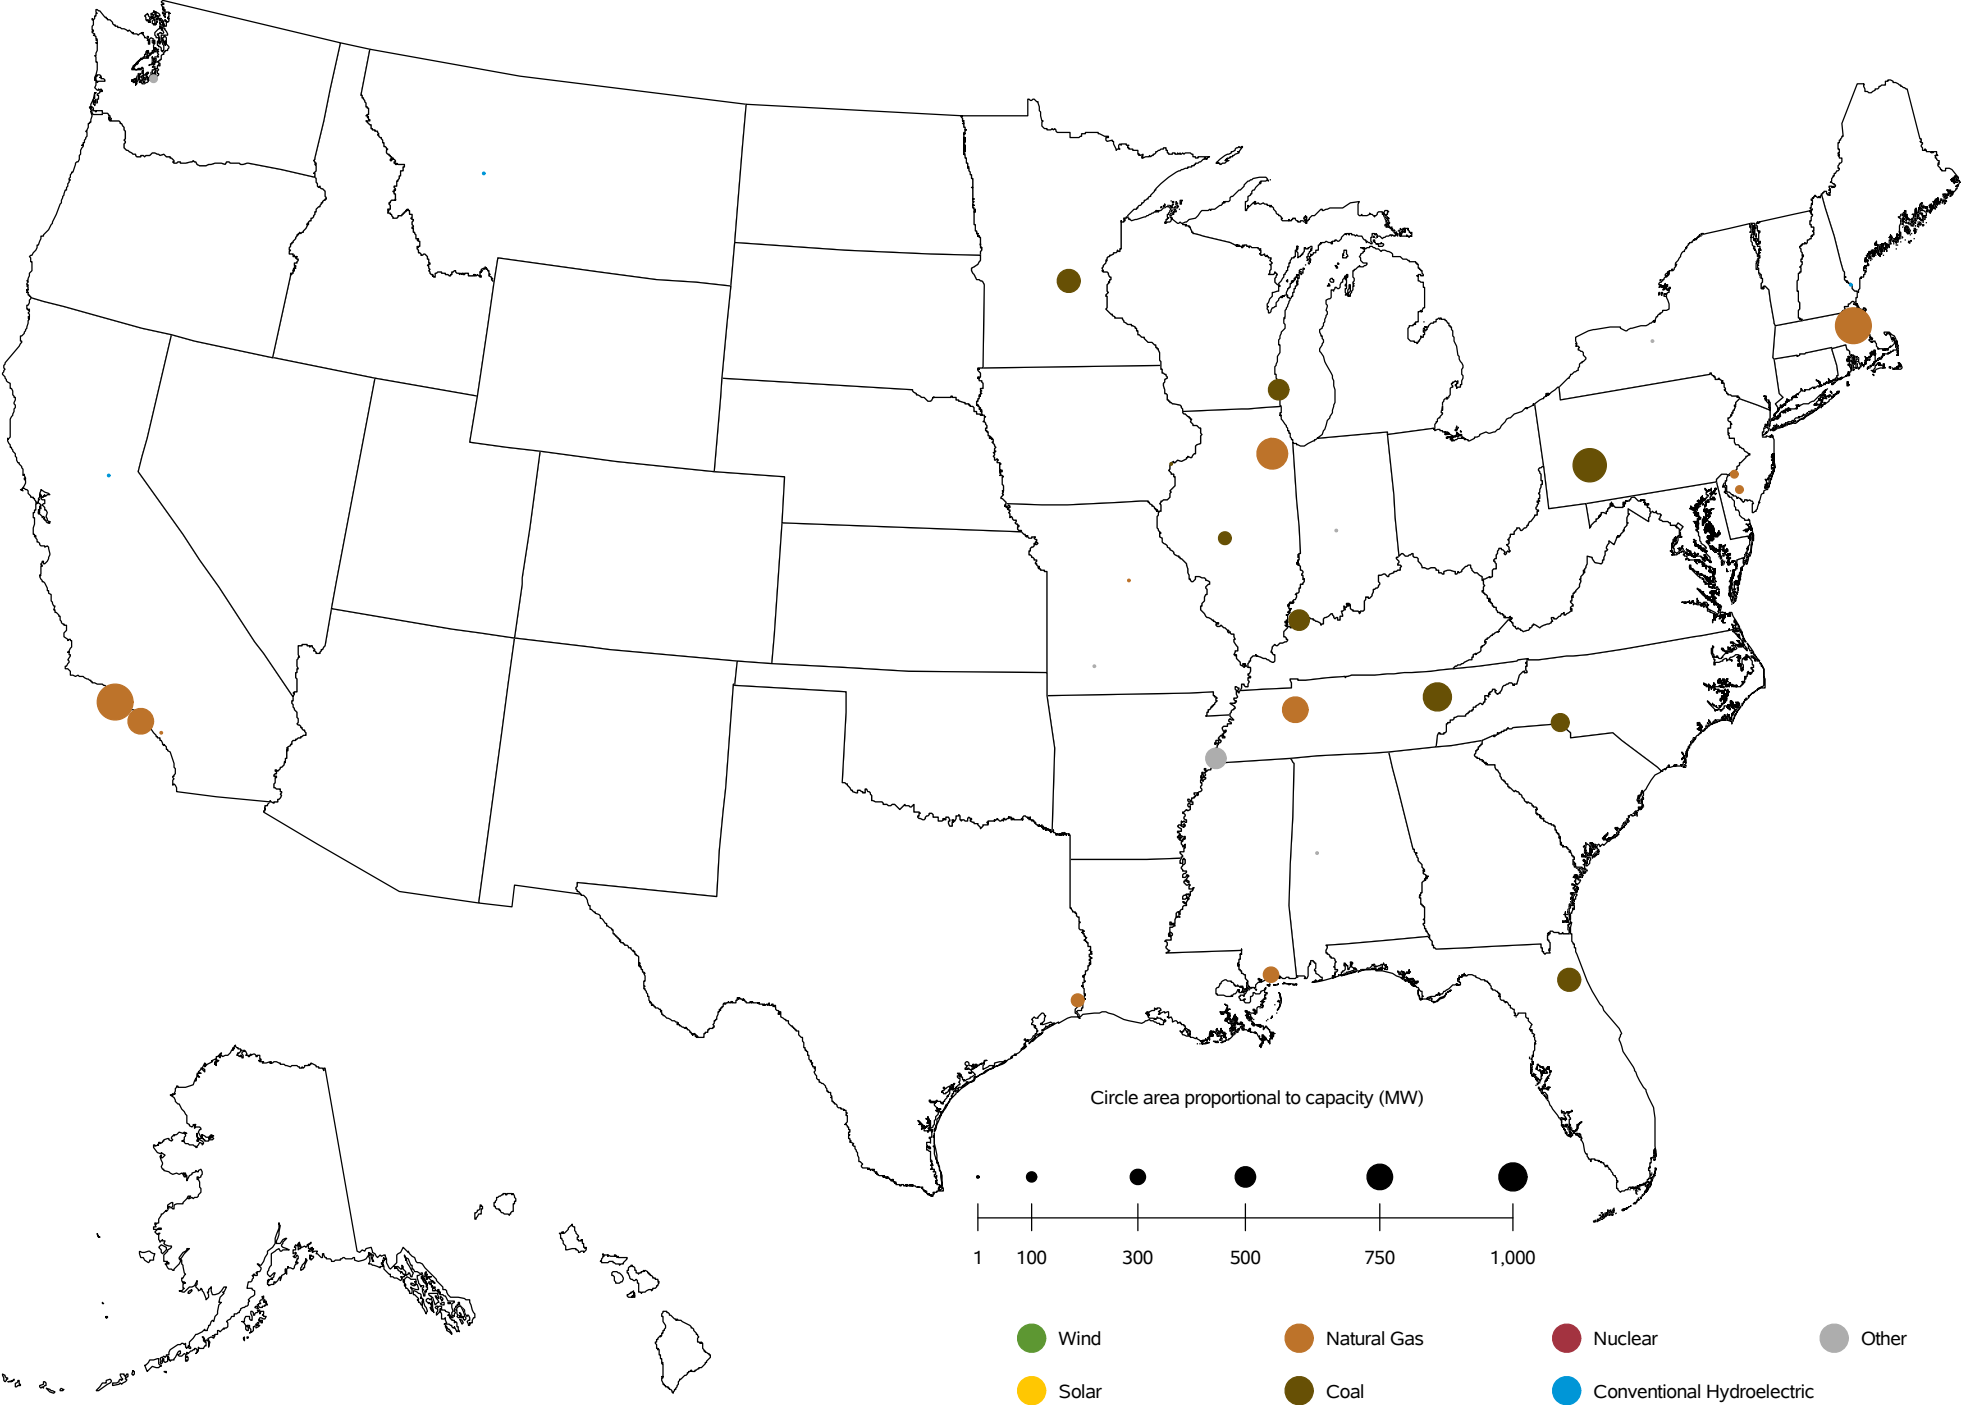 Circle area proportional to capacity (MW)
1 100 300 500 750 1,000
Wind Natural Gas Nuclear Other
Solar Coal Conventional Hydroelectric